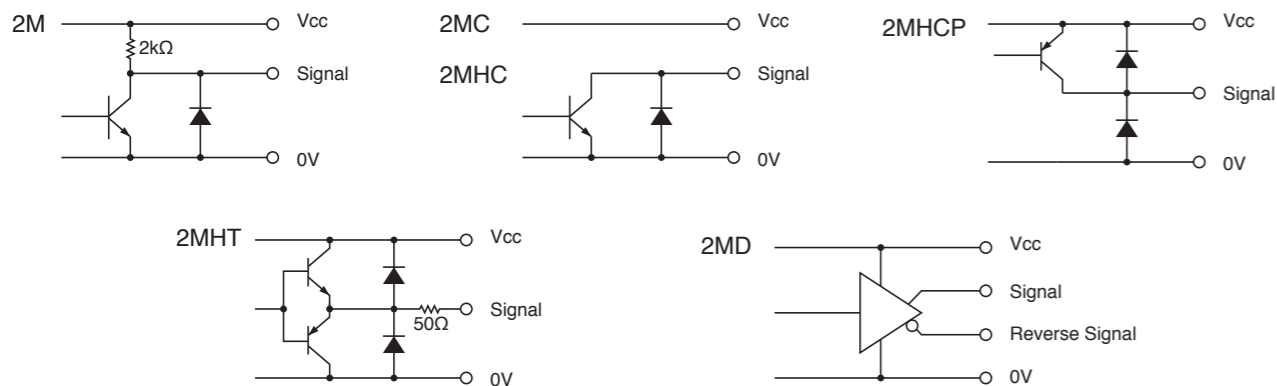 2M
Vcc
2kΩ
Signal
0V
2MC
2MHC
Vcc
Signal
0V
2MHCP
Vcc
Signal
0V
2MHT
Vcc
Signal
50Ω
0V
2MD
Vcc
Signal
Reverse Signal
0V